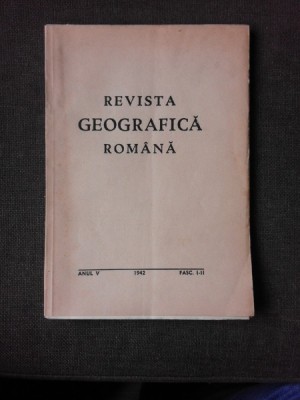 REVISTA
GEOGRAFICĂ
ROMÂNĂ
ANUL V 1942 FASC. I-II